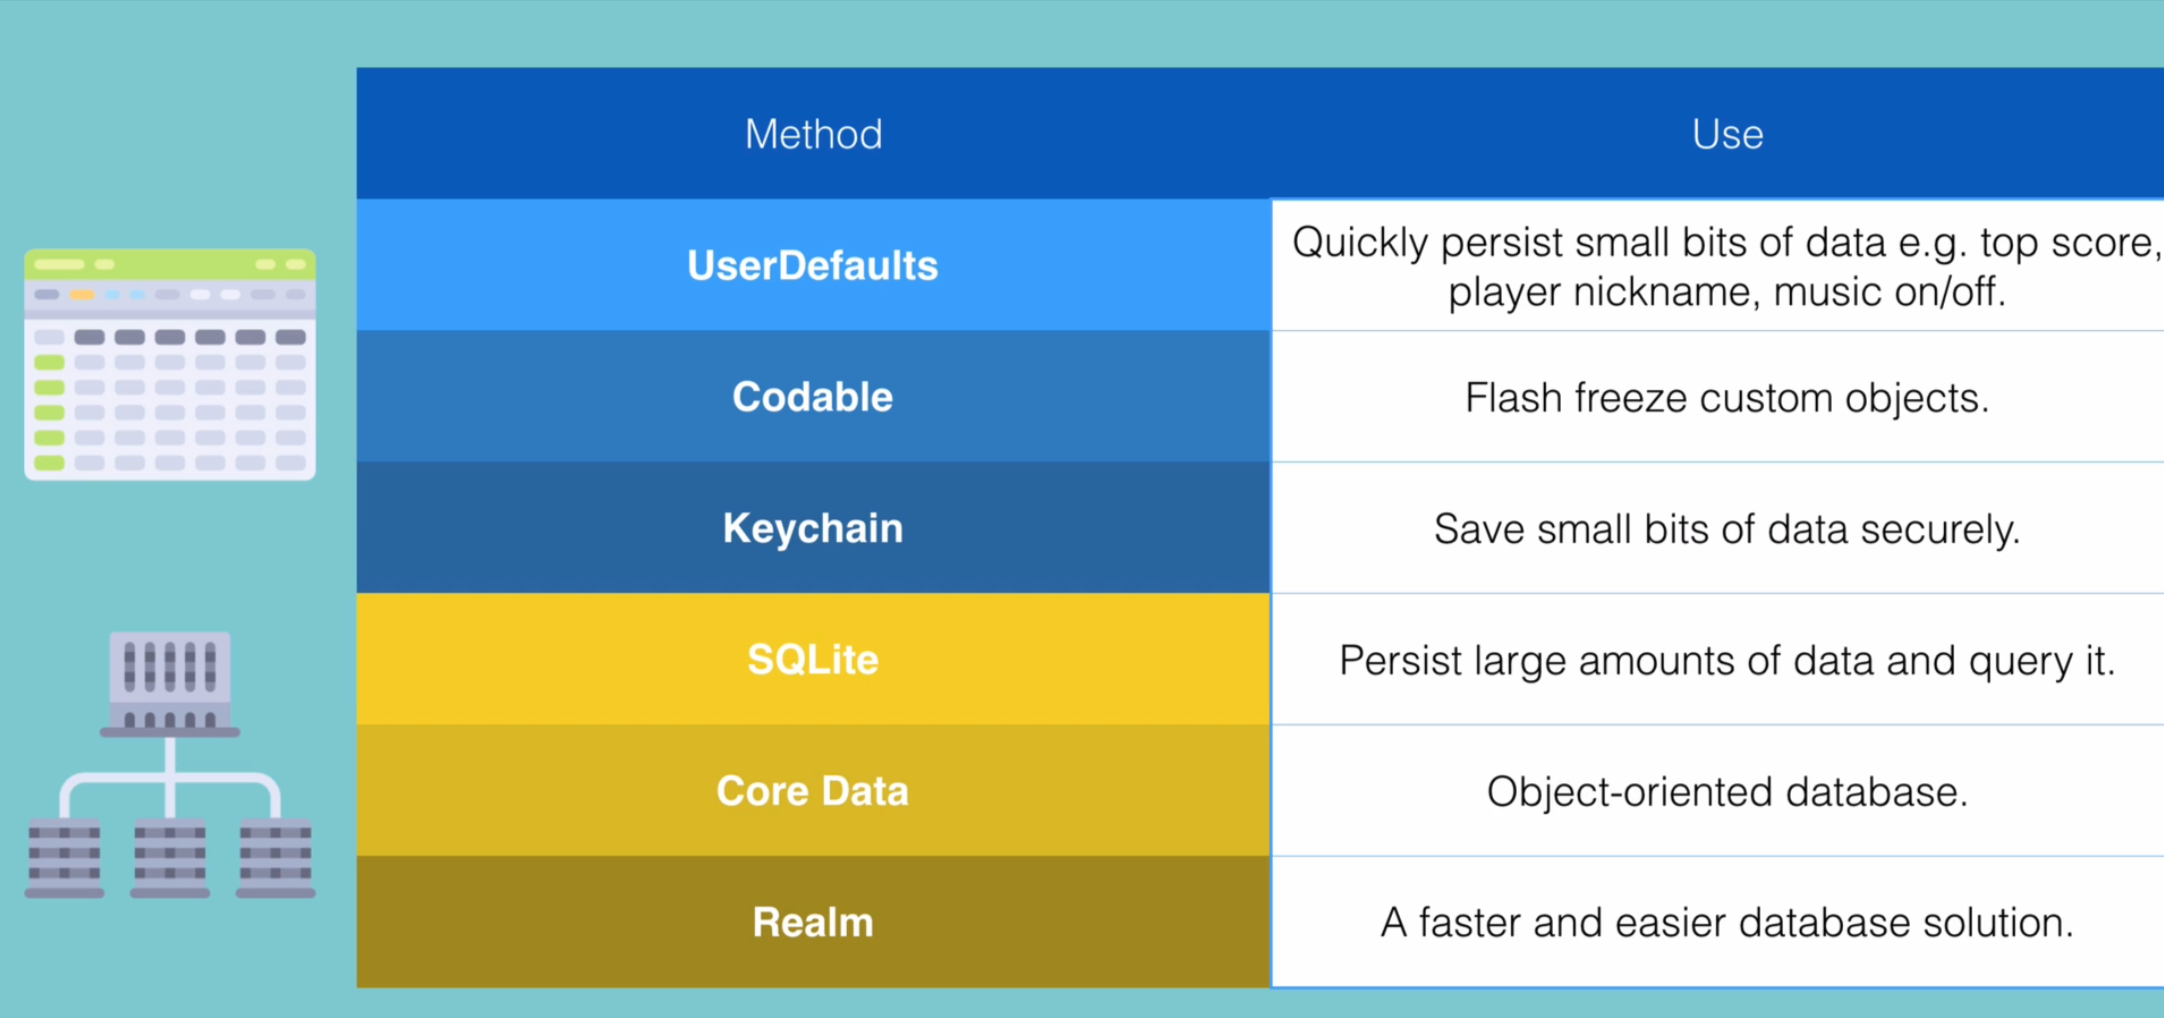 Method
Use
UserDefaults
Quickly persist small bits of data e.g. top score,
player nickname, music on/off.
Codable
Flash freeze custom objects.
Keychain
Save small bits of data securely.
SQLite
Persist large amounts of data and query it.
Core Data
Object-oriented database.
Realm
A faster and easier database solution.